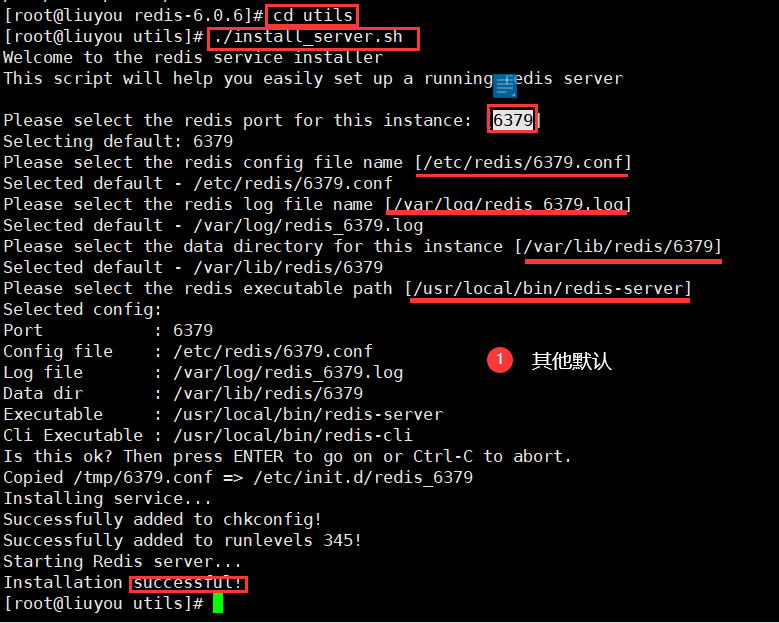 [root@liuyou redis-6.0.6]# cd utils
[root@liuyou utils]# ./install_server.sh
Welcome to the redis service installer
This script will help you easily set up a running redis server
Please select the redis port for this instance: [6379]
Selecting default: 6379
Please select the redis config file name [/etc/redis/6379.conf]
Selected default - /etc/redis/6379.conf
Please select the redis log file name [/var/log/redis_6379.log]
Selected default - /var/log/redis_6379.log
Please select the data directory for this instance [/var/lib/redis/6379]
Selected default - /var/lib/redis/6379
Please select the redis executable path [/usr/local/bin/redis-server]
Selected config:
Port : 6379
Config file : /etc/redis/6379.conf
Log file : /var/log/redis_6379.log
Data dir : /var/lib/redis/6379
Executable : /usr/local/bin/redis-server
Cli Executable : /usr/local/bin/redis-cli
1 其他默认
Is this ok? Then press ENTER to go on or Ctrl-C to abort.
Copied /tmp/6379.conf => /etc/init.d/redis_6379
Installing service...
Successfully added to chkconfig!
Successfully added to runlevels 345!
Starting Redis server...
Installation successful!
[root@liuyou utils]#